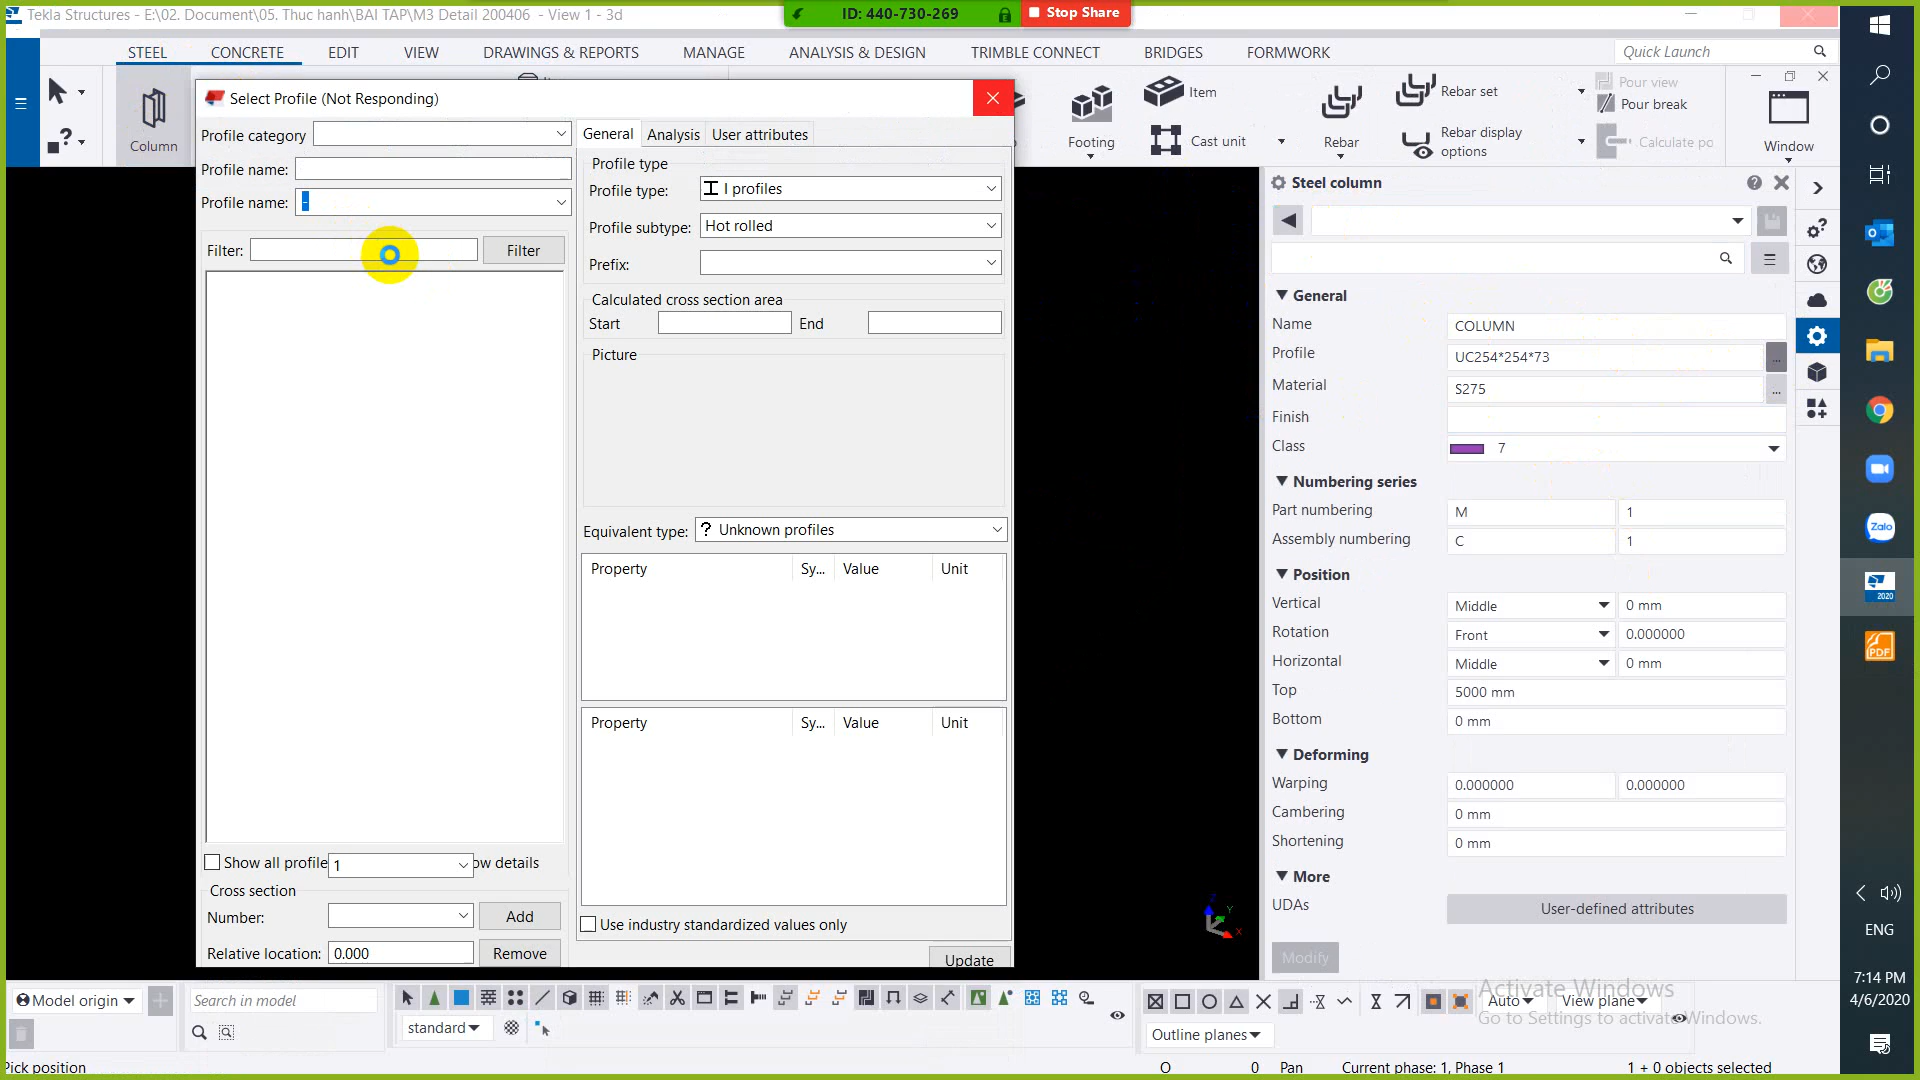 Tekla Structures - E:\02. Document\05. Thuc hanh\BAI TAP\M3 Detail 200406 - View 1 - 3d
ID: 440-730-269
Stop Share
STEEL
CONCRETE
EDIT
VIEW
DRAWINGS & REPORTS
MANAGE
ANALYSIS & DESIGN
TRIMBLE CONNECT
BRIDGES
FORMWORK
Quick Launch
Column
Footing
Item
Cast unit
Rebar
Rebar set
Rebar display
options
Pour view
Pour break
Calculate po
Window
Select Profile (Not Responding)
Profile category
Profile name:
Profile name: -
Filter:
Filter
Show all profile
1
ow details
Cross section
Number:
Add
Relative location: 0.000
Remove
General
Analysis
User attributes
Profile type
Profile type: I profiles
Profile subtype: Hot rolled
Prefix:
Calculated cross section area
Start
End
Picture
Equivalent type: ? Unknown profiles
Property Sy... Value Unit
Property Sy... Value Unit
Use industry standardized values only
Update
Steel column
General
Name COLUMN
Profile UC254*254*73 ...
Material S275 ...
Finish
Class 7
Numbering series
Part numbering M 1
Assembly numbering C 1
Position
Vertical Middle 0 mm
Rotation Front 0.000000
Horizontal Middle 0 mm
Top 5000 mm
Bottom 0 mm
Deforming
Warping 0.000000 0.000000
Cambering 0 mm
Shortening 0 mm
More
UDAs User-defined attributes
Modify
Z
Y
X
Zalo
2020
PDF
ENG
7:14 PM
4/6/2020
Activate Windows
Go to Settings to activate Windows.
Model origin
Search in model
standard
Auto
View plane
Outline planes
Pick position
O
0
Pan
Current phase: 1, Phase 1
1 + 0 objects selected